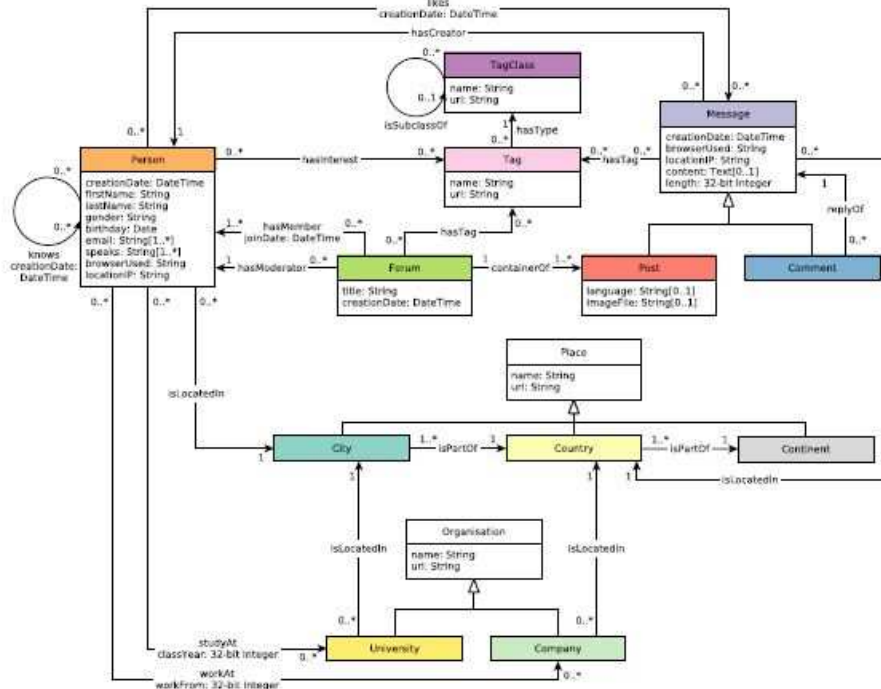 likes
creationDate: DateTime
hasCreator
0..*
TagClass
name: String
url: String
0..1
isSubclassOf
1
hasType
0..*
0..*
1
0..*
0..*
Message
creationDate: DateTime
browserUsed: String
locationIP: String
content: Text[0..1]
length: 32-bit Integer
Person
creationDate: DateTime
firstName: String
lastName: String
gender: String
birthday: Date
email: String[1..*]
speaks: String[1..*]
browserUsed: String
locationIP: String
0..*
0..*
knows
creationDate:
DateTime
0..*
hasInterest
0..*
Tag
name: String
url: String
0..*
hasTag
0..*
1
replyOf
0..*
1..*
hasMember
joinDate: DateTime
0..*
0..*
hasTag
0..*
1
hasModerator
0..*
Forum
title: String
creationDate: DateTime
1
containerOf
1..*
Post
language: String[0..1]
imageFile: String[0..1]
Comment
0..*
0..*
0..*
Place
name: String
url: String
isLocatedIn
1
City
1..*
isPartOf
1
Country
1..*
isPartOf
1
Continent
1
1
1
isLocatedIn
Organisation
name: String
url: String
isLocatedIn
isLocatedIn
0..*
0..*
studyAt
classYear: 32-bit Integer
0..*
University
Company
workAt
workFrom: 32-bit Integer
0..*